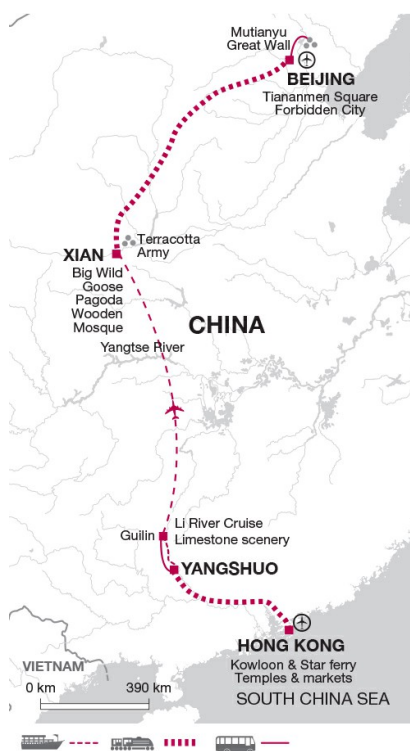 Mutianyu
Great Wall
BEIJING
Tiananmen Square
Forbidden City
Terracotta
Army
XIAN
Big Wild
Goose
Pagoda
Wooden
Mosque
CHINA
Yangtse River
Guilin
Li River Cruise
Limestone scenery
YANGSHUO
HONG KONG
Kowloon & Star ferry
Temples & markets
VIETNAM
0 km 390 km
SOUTH CHINA SEA